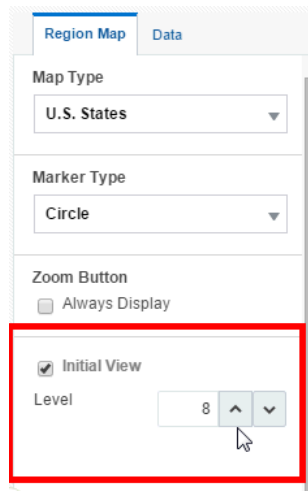 Region Map Data
Map Type
U.S. States
Marker Type
Circle
Zoom Button
Always Display
Initial View
Level 8